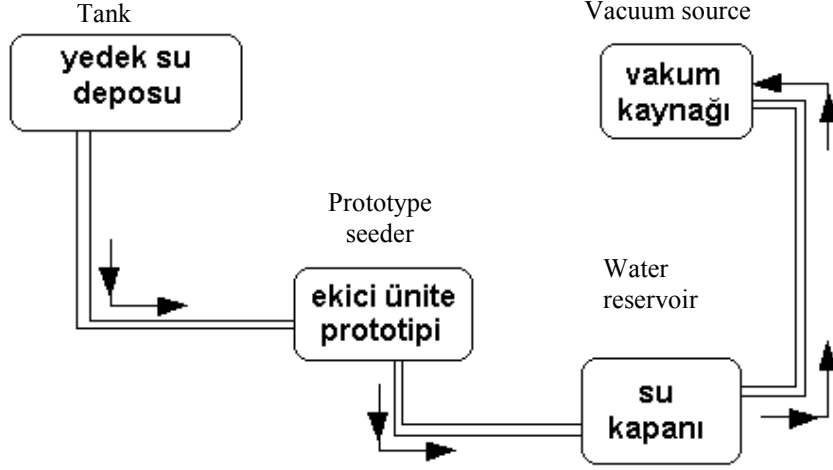 Tank
yedek su
deposu
Vacuum source
vakum
kaynağı
Prototype
seeder
ekici ünite
prototipi
Water
reservoir
su
kapanı